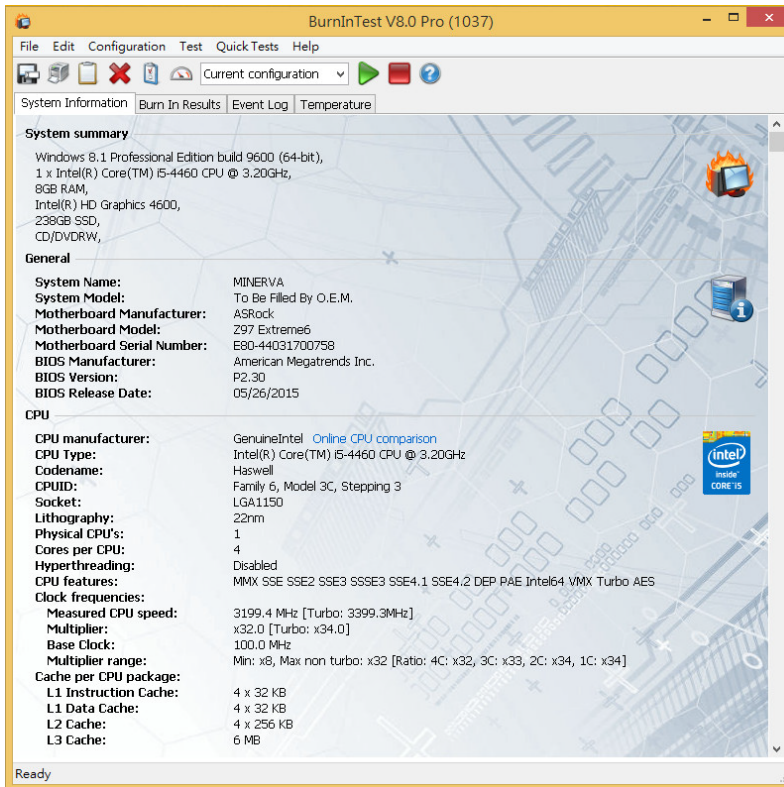 BurnInTest V8.0 Pro (1037)
File Edit Configuration Test Quick Tests Help
Current configuration
System Information Burn In Results Event Log Temperature
System summary
Windows 8.1 Professional Edition build 9600 (64-bit),
1 x Intel(R) Core(TM) i5-4460 CPU @ 3.20GHz,
8GB RAM,
Intel(R) HD Graphics 4600,
238GB SSD,
CD/DVDRW,
General
System Name: MINERVA
System Model: To Be Filled By O.E.M.
Motherboard Manufacturer: ASRock
Motherboard Model: Z97 Extreme6
Motherboard Serial Number: E80-44031700758
BIOS Manufacturer: American Megatrends Inc.
BIOS Version: P2.30
BIOS Release Date: 05/26/2015
CPU
CPU manufacturer: GenuineIntel Online CPU comparison
CPU Type: Intel(R) Core(TM) i5-4460 CPU @ 3.20GHz
Codename: Haswell
CPUID: Family 6, Model 3C, Stepping 3
Socket: LGA1150
Lithography: 22nm
Physical CPU's: 1
Cores per CPU: 4
Hyperthreading: Disabled
CPU features: MMX SSE SSE2 SSE3 SSSE3 SSE4.1 SSE4.2 DEP PAE Intel64 VMX Turbo AES
Clock frequencies:
Measured CPU speed: 3199.4 MHz [Turbo: 3399.3MHz]
Multiplier: x32.0 [Turbo: x34.0]
Base Clock: 100.0 MHz
Multiplier range: Min: x8, Max non turbo: x32 [Ratio: 4C: x32, 3C: x33, 2C: x34, 1C: x34]
Cache per CPU package:
L1 Instruction Cache: 4 x 32 KB
L1 Data Cache: 4 x 32 KB
L2 Cache: 4 x 256 KB
L3 Cache: 6 MB
intel
inside
CORE i5
Ready